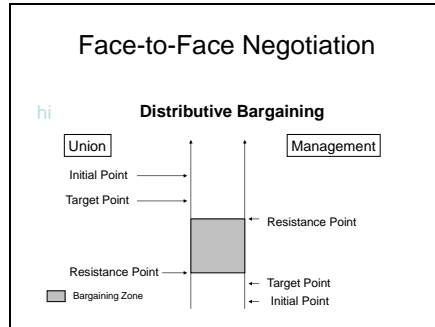 Face-to-Face Negotiation
hi
Distributive Bargaining
Union
Management
Initial Point
Target Point
Resistance Point
Resistance Point
Target Point
Initial Point
Bargaining Zone